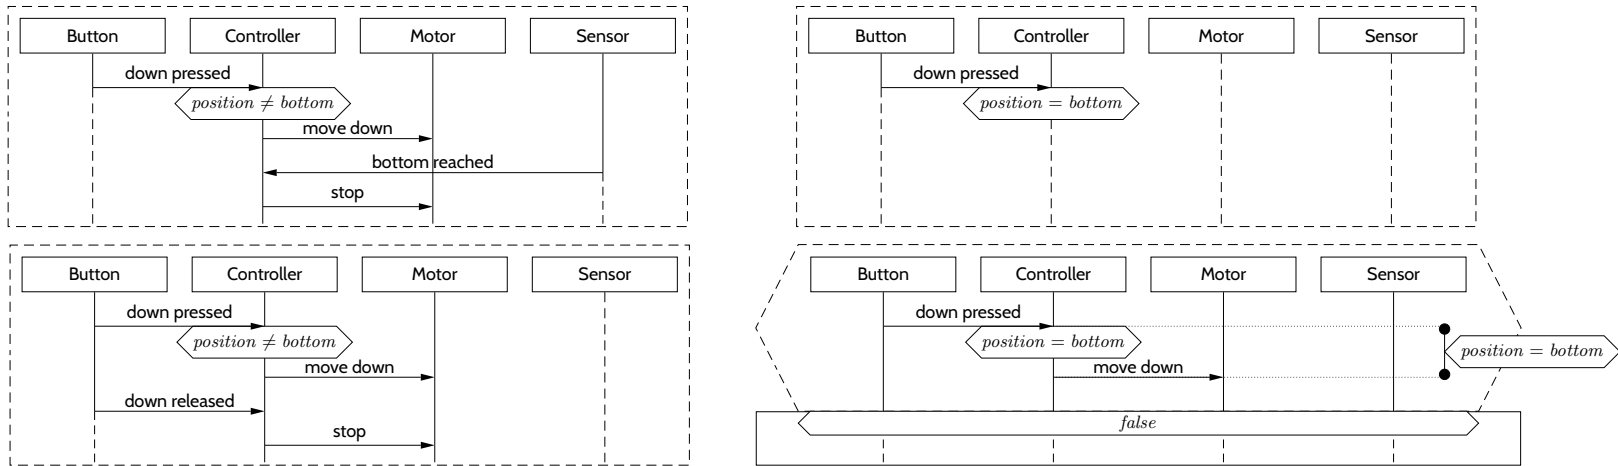 Button Controller Motor Sensor
down pressed
position ≠ bottom
move down
bottom reached
stop
Button Controller Motor Sensor
down pressed
position = bottom
Button Controller Motor Sensor
down pressed
position ≠ bottom
move down
down released
stop
Button Controller Motor Sensor
down pressed
position = bottom
position = bottom
move down
false